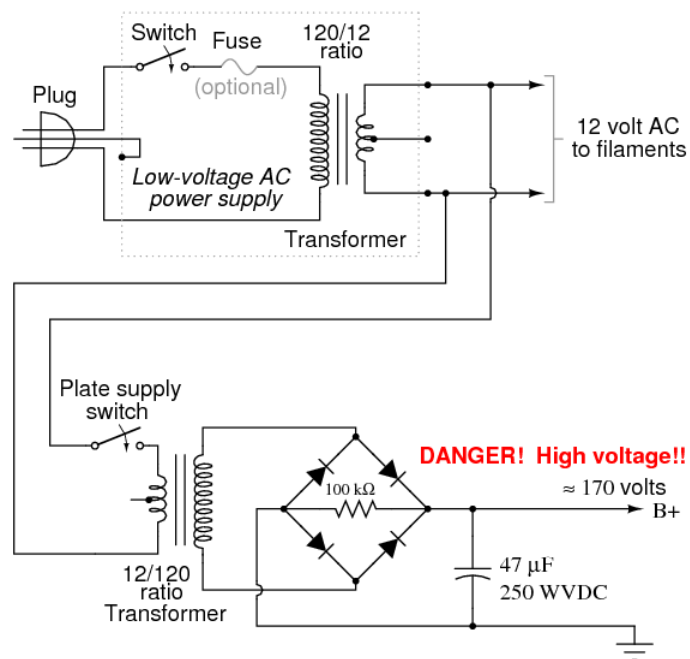 Switch
Fuse
(optional)
120/12
ratio
Plug
Low-voltage AC
power supply
12 volt AC
to filaments
Transformer
Plate supply
switch
DANGER!  High voltage!!
100 kΩ
≈ 170 volts
B+
12/120
ratio
Transformer
47 μF
250 WVDC